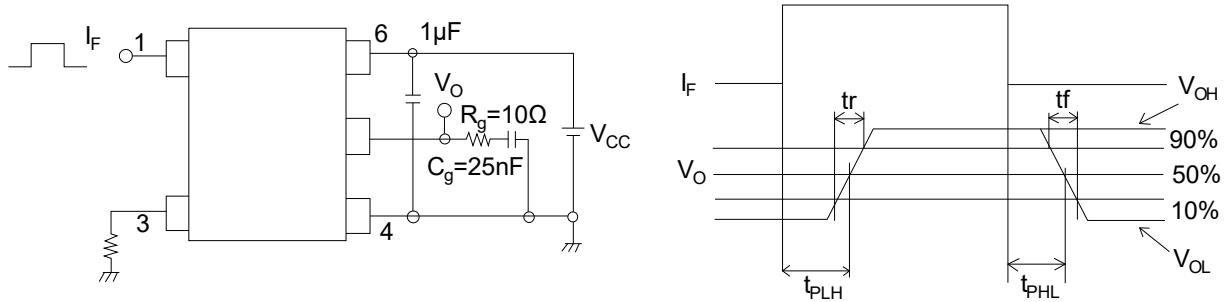 I_F
1
6
1µF
V_O
R_g=10Ω
C_g=25nF
V_CC
3
4
I_F
tr
tf
V_OH
90%
V_O
50%
10%
V_OL
t_PLH
t_PHL